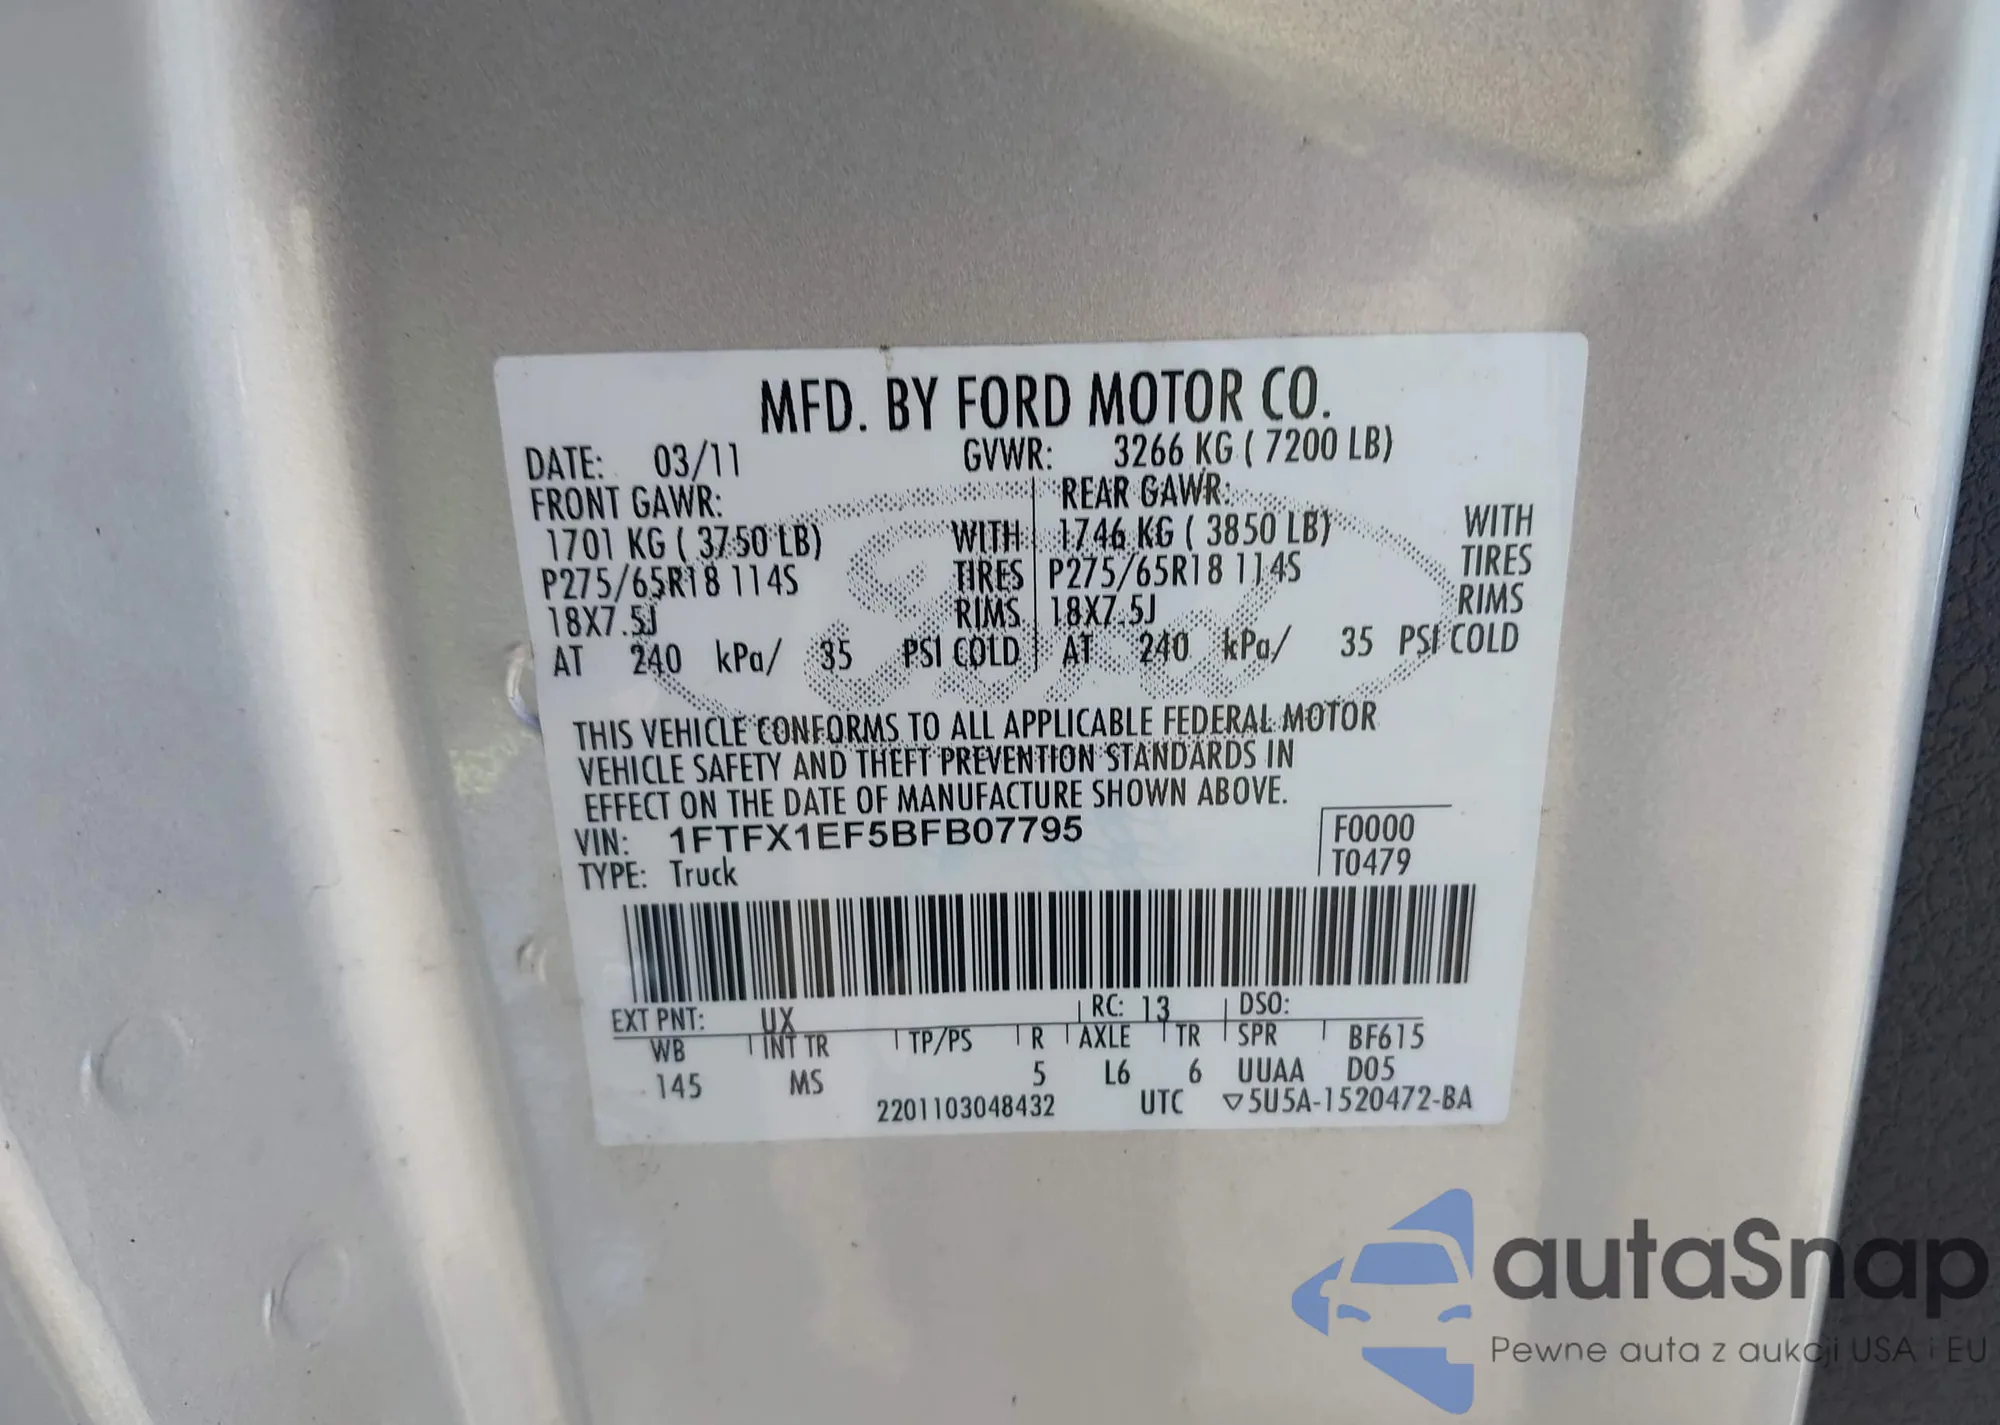 MFD. BY FORD MOTOR CO.
DATE: 03/11 GVWR: 3266 KG ( 7200 LB)
FRONT GAWR: REAR GAWR:
1701 KG ( 3750 LB) WITH 1746 KG ( 3850 LB) WITH
P275/65R18 114S TIRES P275/65R18 114S TIRES
18X7.5J RIMS 18X7.5J RIMS
AT 240 kPa/ 35 PSI COLD AT 240 kPa/ 35 PSI COLD
Ford
THIS VEHICLE CONFORMS TO ALL APPLICABLE FEDERAL MOTOR
VEHICLE SAFETY AND THEFT PREVENTION STANDARDS IN
EFFECT ON THE DATE OF MANUFACTURE SHOWN ABOVE.
VIN: 1FTFX1EF5BFB07795 F0000
TYPE: Truck T0479
EXT PNT: UX RC: 13 DSO:
WB INT TR TP/PS R AXLE TR SPR BF615
145 MS 5 L6 6 UUAA D05
2201103048432 UTC ▽5U5A-1520472-BA
autaSnap
Pewne auta z aukcji USA i EU